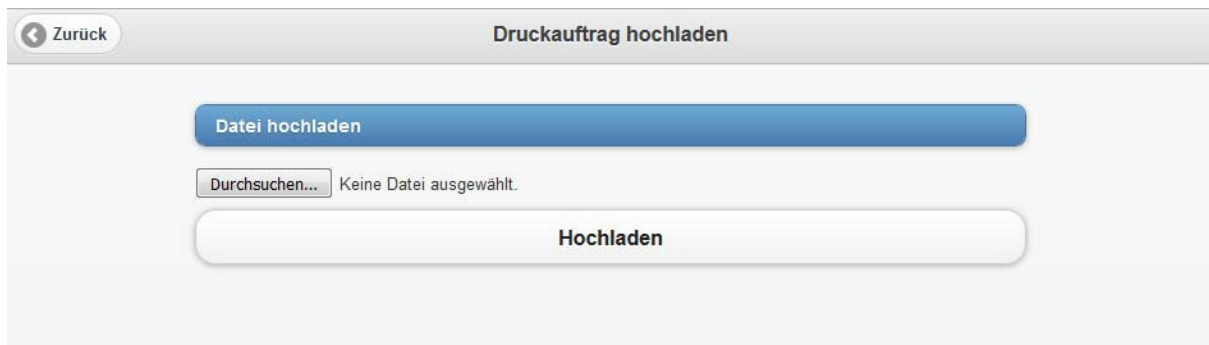 Zurück
Druckauftrag hochladen
Datei hochladen
Durchsuchen... Keine Datei ausgewählt.
Hochladen